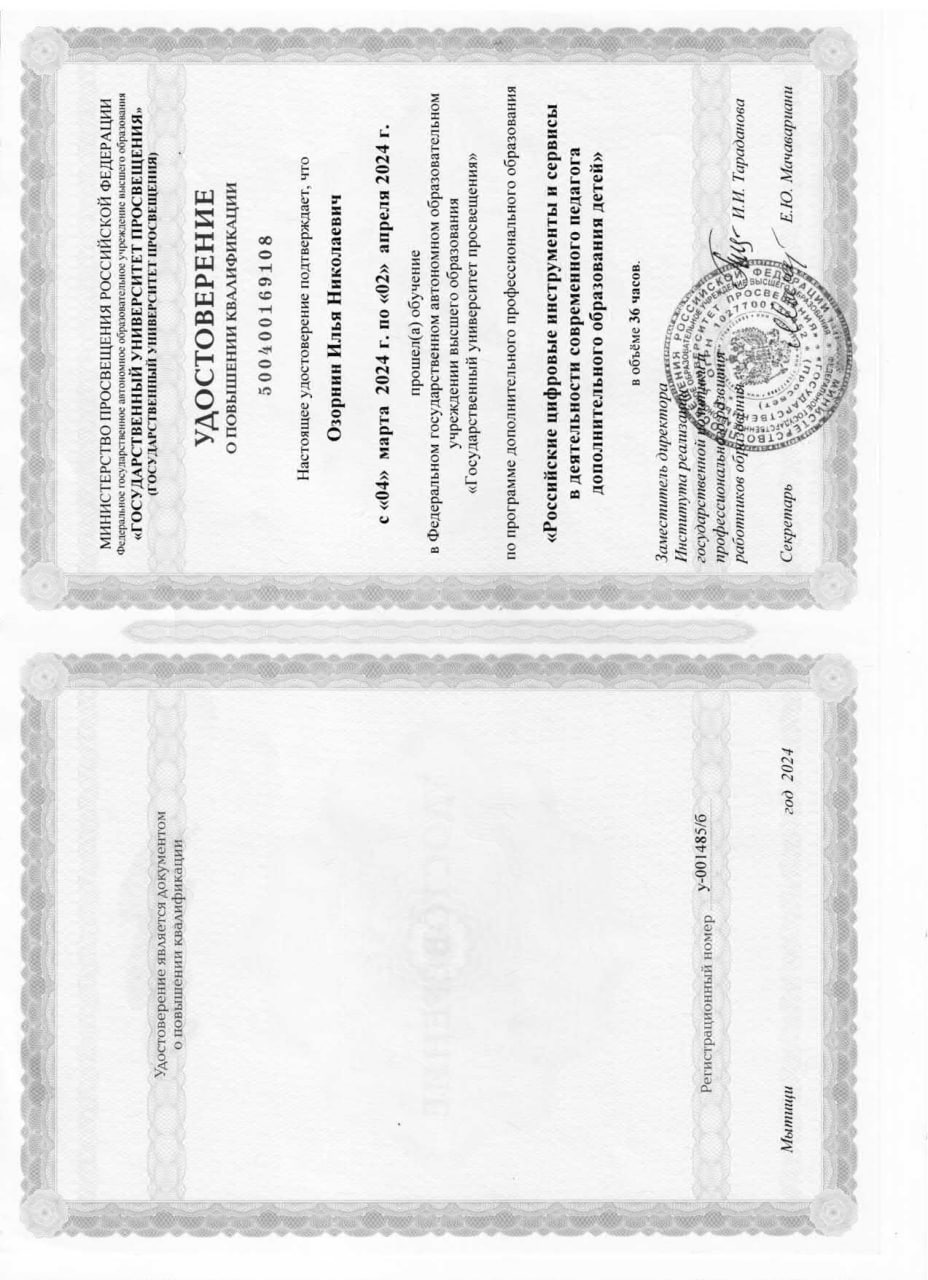 Удостоверение является документом
о повышении квалификации
Регистрационный номер у-001485/б
Мытищи год 2024
МИНИСТЕРСТВО ПРОСВЕЩЕНИЯ РОССИЙСКОЙ ФЕДЕРАЦИИ
Федеральное государственное автономное образовательное учреждение высшего образования
«ГОСУДАРСТВЕННЫЙ УНИВЕРСИТЕТ ПРОСВЕЩЕНИЯ»
(ГОСУДАРСТВЕННЫЙ УНИВЕРСИТЕТ ПРОСВЕЩЕНИЯ)
УДОСТОВЕРЕНИЕ
О ПОВЫШЕНИИ КВАЛИФИКАЦИИ
500400169108
Настоящее удостоверение подтверждает, что
Озорнин Илья Николаевич
с «04» марта 2024 г. по «02» апреля 2024 г.
прошел(а) обучение
в Федеральном государственном автономном образовательном
учреждении высшего образования
«Государственный университет просвещения»
по программе дополнительного профессионального образования
«Российские цифровые инструменты и сервисы
в деятельности современного педагога
дополнительного образования детей»
в объёме 36 часов.
Заместитель директора
Института реализации
государственной политики и
профессионального развития
работников образования И.И. Тараданова
Секретарь Е.Ю. Мачавариани